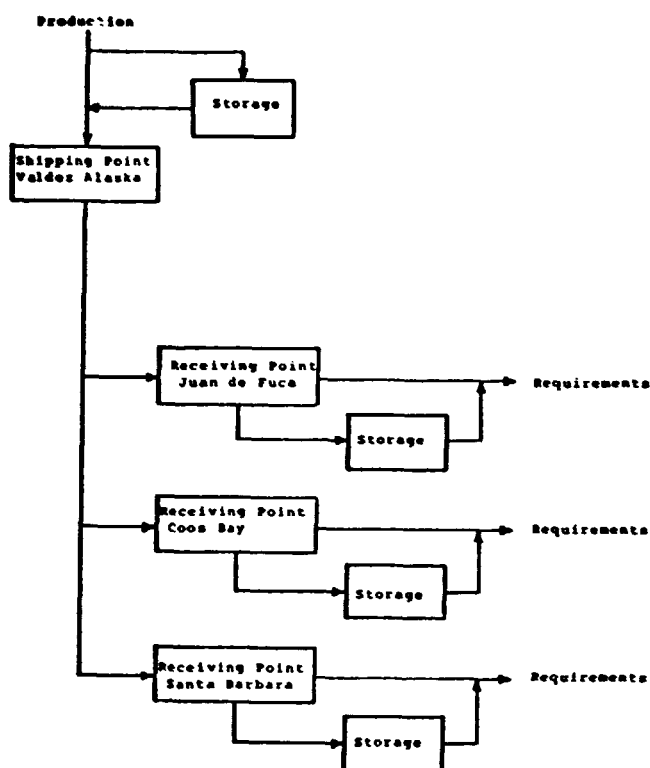 Production
Storage
Shipping Point
Valdez Alaska
Receiving Point
Juan de Fuca
Requirements
Storage
Receiving Point
Coos Bay
Requirements
Storage
Receiving Point
Santa Barbara
Requirements
Storage